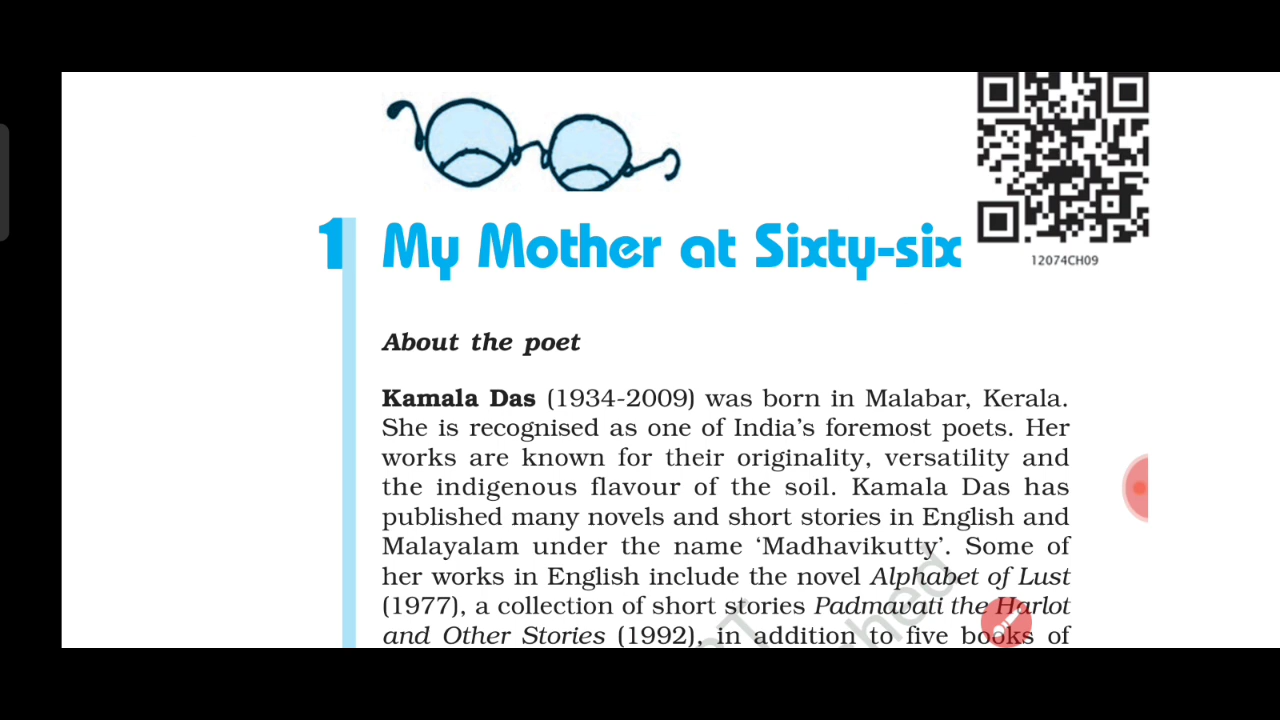 12074CH09
1 My Mother at Sixty-six
About the poet
Kamala Das (1934-2009) was born in Malabar, Kerala.
She is recognised as one of India’s foremost poets. Her
works are known for their originality, versatility and
the indigenous flavour of the soil. Kamala Das has
published many novels and short stories in English and
Malayalam under the name ‘Madhavikutty’. Some of
her works in English include the novel Alphabet of Lust
(1977), a collection of short stories Padmavati the Harlot
and Other Stories (1992), in addition to five books of